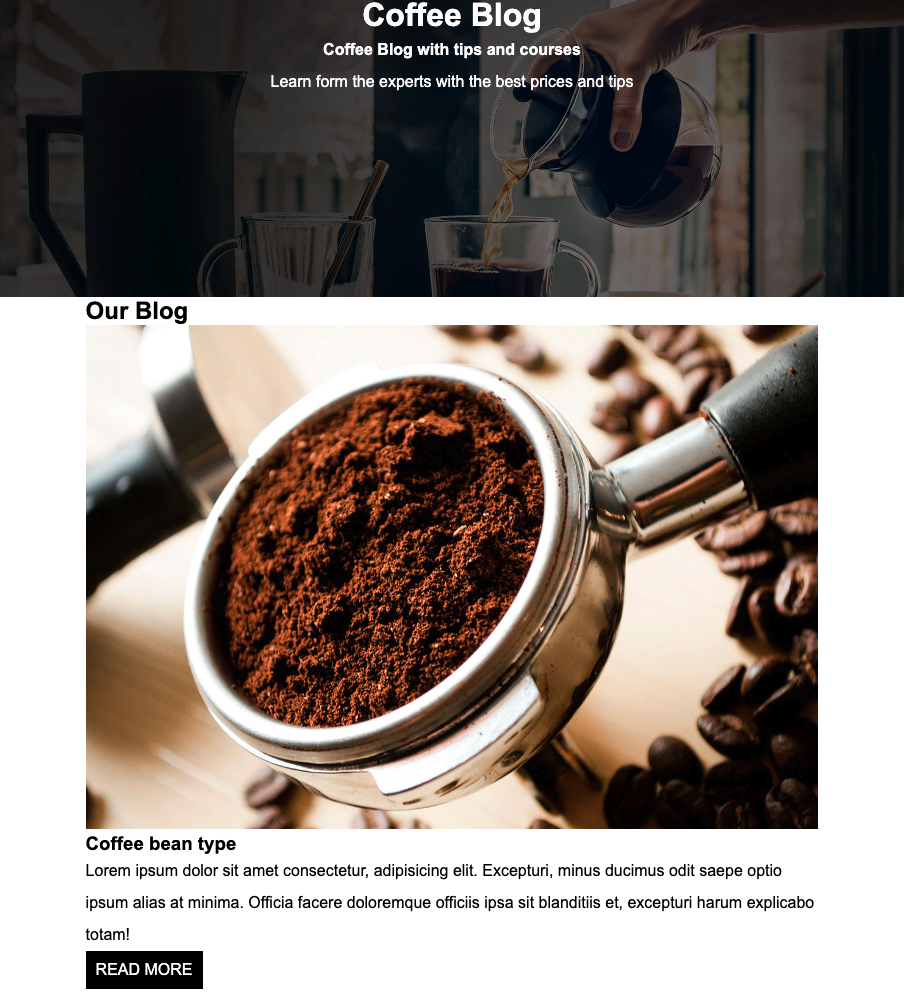 Coffee Blog
Coffee Blog with tips and courses
Learn form the experts with the best prices and tips
Our Blog
Coffee bean type
Lorem ipsum dolor sit amet consectetur, adipisicing elit. Excepturi, minus ducimus odit saepe optio
ipsum alias at minima. Officia facere doloremque officiis ipsa sit blanditiis et, excepturi harum explicabo
totam!
READ MORE